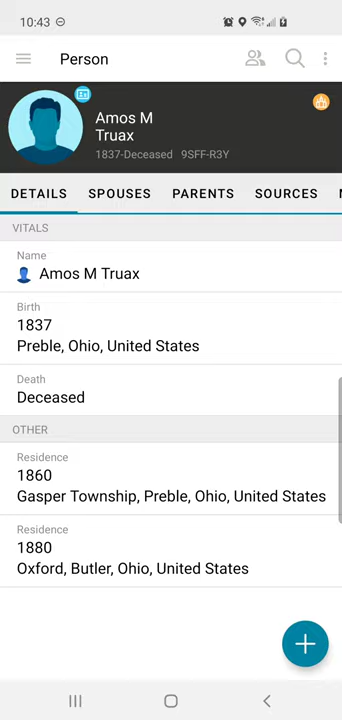 10:43
Person
Amos M
Truax
1837-Deceased 9SFF-R3Y
DETAILS SPOUSES PARENTS SOURCES
VITALS
Name
Amos M Truax
Birth
1837
Preble, Ohio, United States
Death
Deceased
OTHER
Residence
1860
Gasper Township, Preble, Ohio, United States
Residence
1880
Oxford, Butler, Ohio, United States